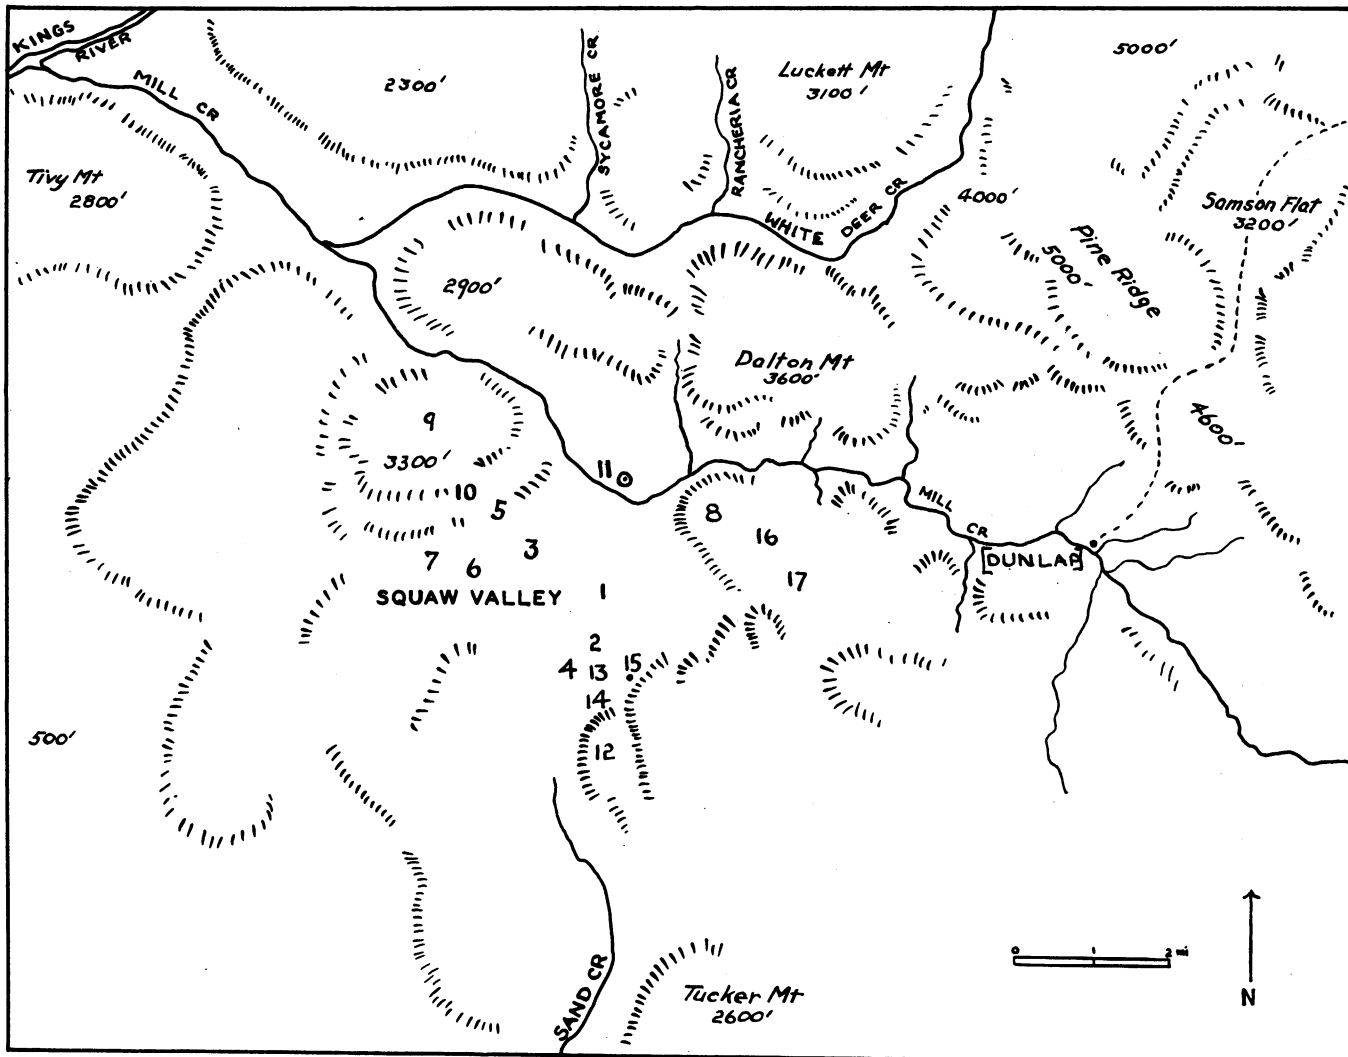 KINGS
RIVER
MILL CR
2300'
SYCAMORE CR
RANCHERIA CR
Luckett Mt
3100'
5000'
Tivy Mt
2800'
WHITE DEER CR
4000'
Samson Flat
3200'
Pine Ridge
5000'
2900'
Dalton Mt
3600'
4600'
9
3300'
10
11
5
8
MILL CR
16
3
7
6
[DUNLAP]
17
SQUAW VALLEY
1
2
4
13
15
14
500'
12
0 1 2 mi
SAND CR
Tucker Mt
2600'
N